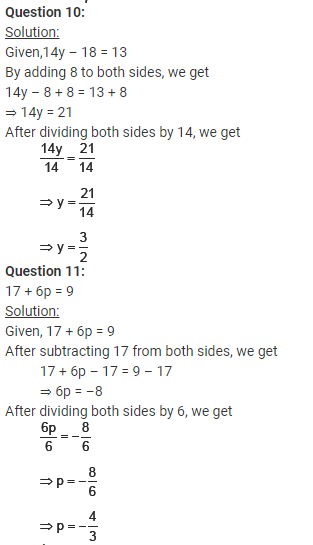 Question 10:
Solution:
Given,14y – 18 = 13
By adding 8 to both sides, we get
14y – 8 + 8 = 13 + 8
⇒ 14y = 21
After dividing both sides by 14, we get
14y/14 = 21/14
⇒ y = 21/14
⇒ y = 3/2
Question 11:
17 + 6p = 9
Solution:
Given, 17 + 6p = 9
After subtracting 17 from both sides, we get
17 + 6p – 17 = 9 – 17
⇒ 6p = −8
After dividing both sides by 6, we get
6p/6 = −8/6
⇒ p = −8/6
⇒ p = −4/3